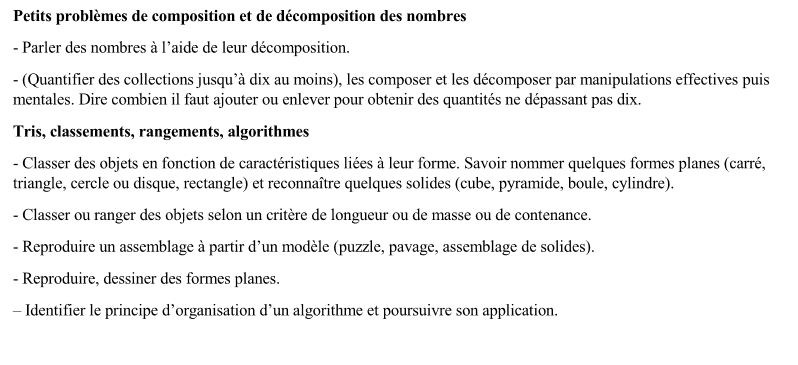 Petits problèmes de composition et de décomposition des nombres
- Parler des nombres à l’aide de leur décomposition.
- (Quantifier des collections jusqu’à dix au moins), les composer et les décomposer par manipulations effectives puis
mentales. Dire combien il faut ajouter ou enlever pour obtenir des quantités ne dépassant pas dix.
Tris, classements, rangements, algorithmes
- Classer des objets en fonction de caractéristiques liées à leur forme. Savoir nommer quelques formes planes (carré,
triangle, cercle ou disque, rectangle) et reconnaître quelques solides (cube, pyramide, boule, cylindre).
- Classer ou ranger des objets selon un critère de longueur ou de masse ou de contenance.
- Reproduire un assemblage à partir d’un modèle (puzzle, pavage, assemblage de solides).
- Reproduire, dessiner des formes planes.
– Identifier le principe d’organisation d’un algorithme et poursuivre son application.